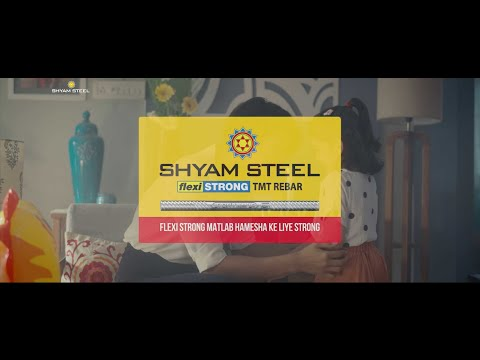 SHYAM STEEL
SHYAM STEEL
flexi STRONG TMT REBAR
FLEXI STRONG MATLAB HAMESHA KE LIYE STRONG